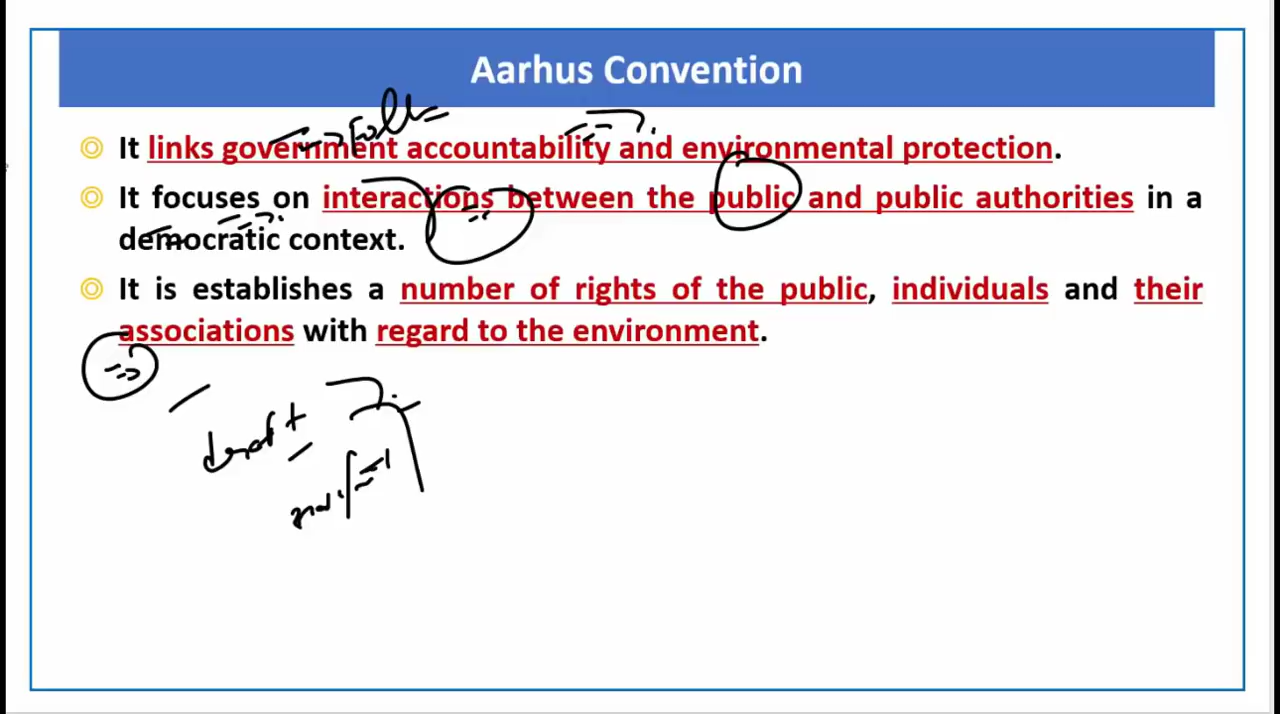 Aarhus Convention
It links government accountability and environmental protection.
It focuses on interactions between the public and public authorities in a
democratic context.
It is establishes a number of rights of the public, individuals and their
associations with regard to the environment.
draft